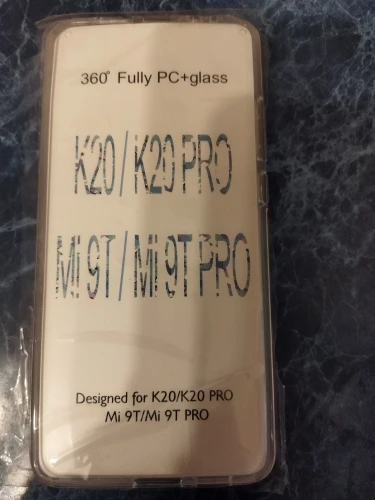 360° Fully PC+glass
K20/K20 PRO
Mi 9T/Mi 9T PRO
Designed for K20/K20 PRO
Mi 9T/Mi 9T PRO